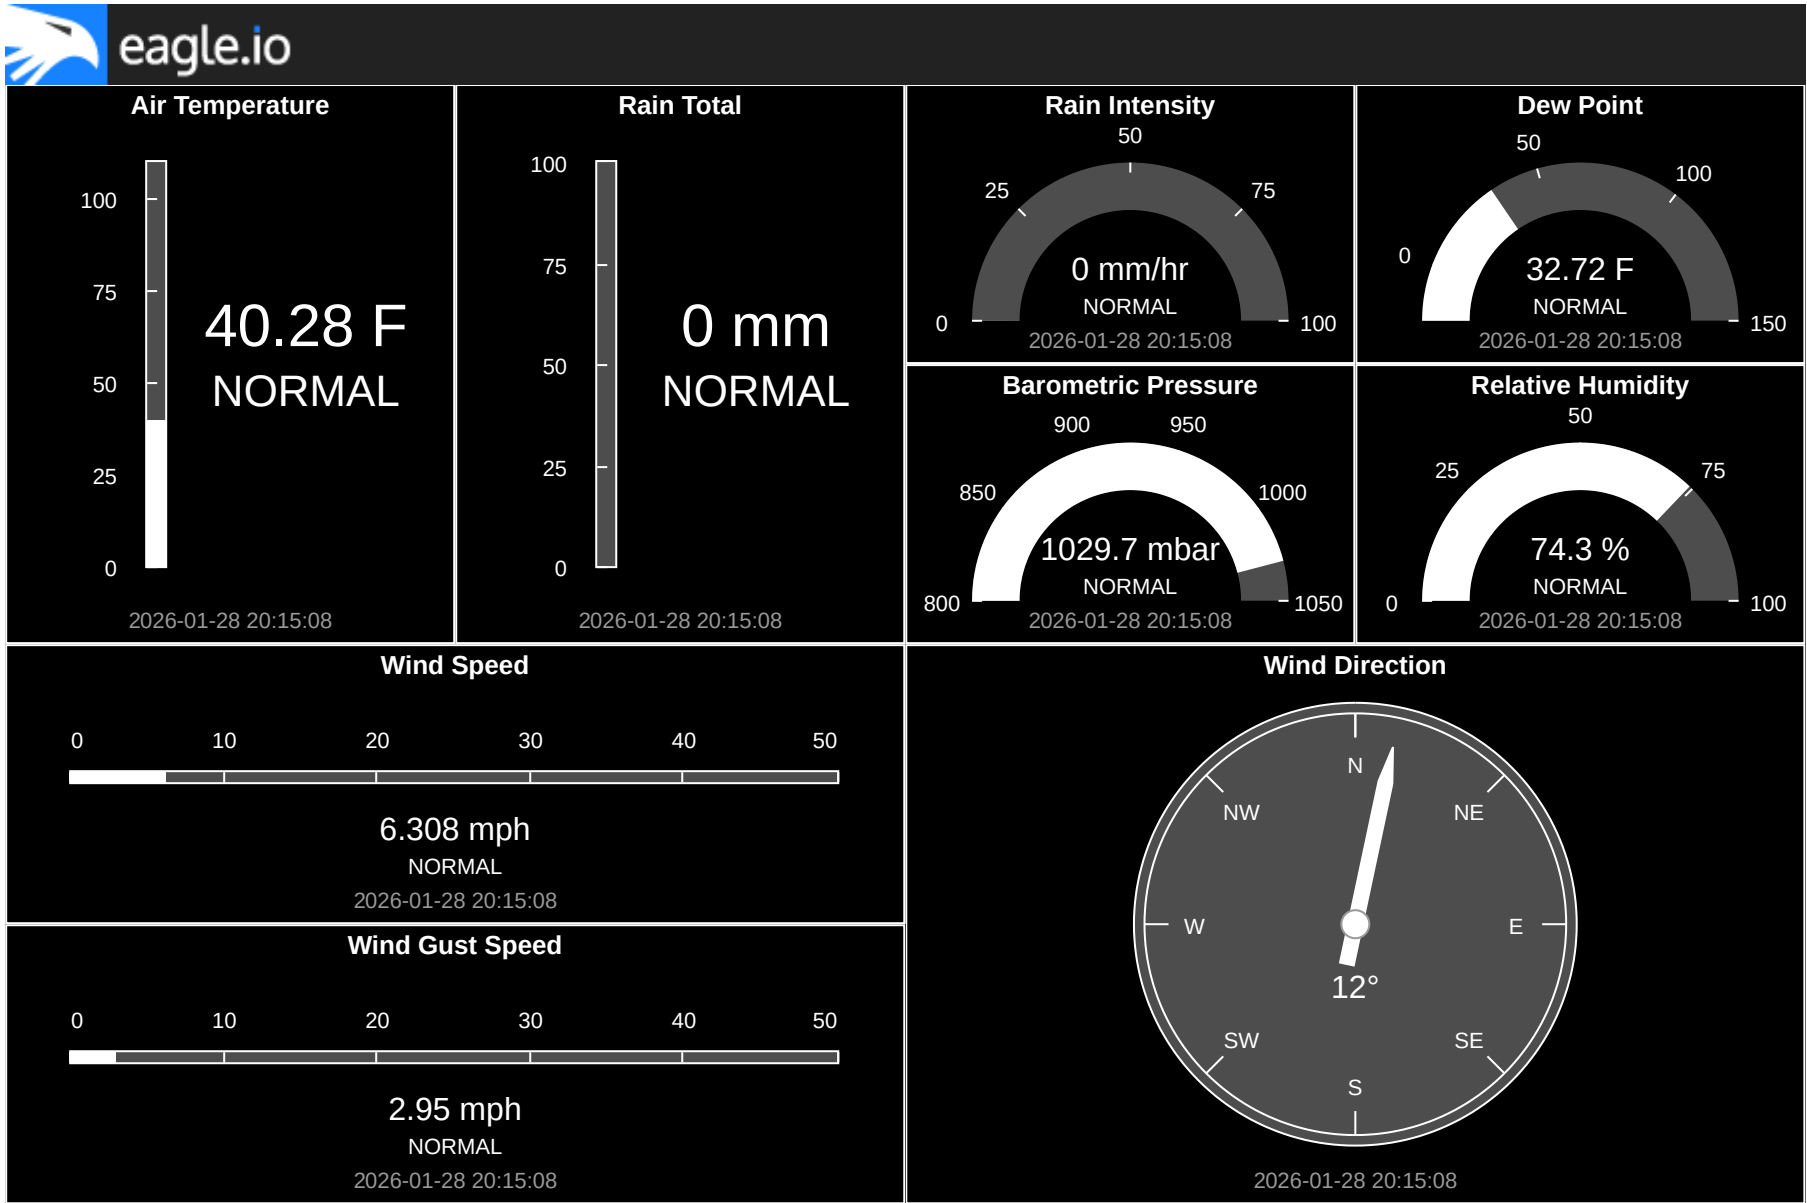 eagle.io
Air Temperature
100
75
50
25
0
40.28 F
NORMAL
2026-01-28 20:15:08
Rain Total
100
75
50
25
0
0 mm
NORMAL
2026-01-28 20:15:08
Rain Intensity
50
25
75
0
100
0 mm/hr
NORMAL
2026-01-28 20:15:08
Dew Point
50
100
0
150
32.72 F
NORMAL
2026-01-28 20:15:08
Barometric Pressure
900
950
850
1000
800
1050
1029.7 mbar
NORMAL
2026-01-28 20:15:08
Relative Humidity
50
25
75
0
100
74.3 %
NORMAL
2026-01-28 20:15:08
Wind Speed
0 10 20 30 40 50
6.308 mph
NORMAL
2026-01-28 20:15:08
Wind Gust Speed
0 10 20 30 40 50
2.95 mph
NORMAL
2026-01-28 20:15:08
Wind Direction
N
NW
NE
W
E
12°
SW
SE
S
2026-01-28 20:15:08